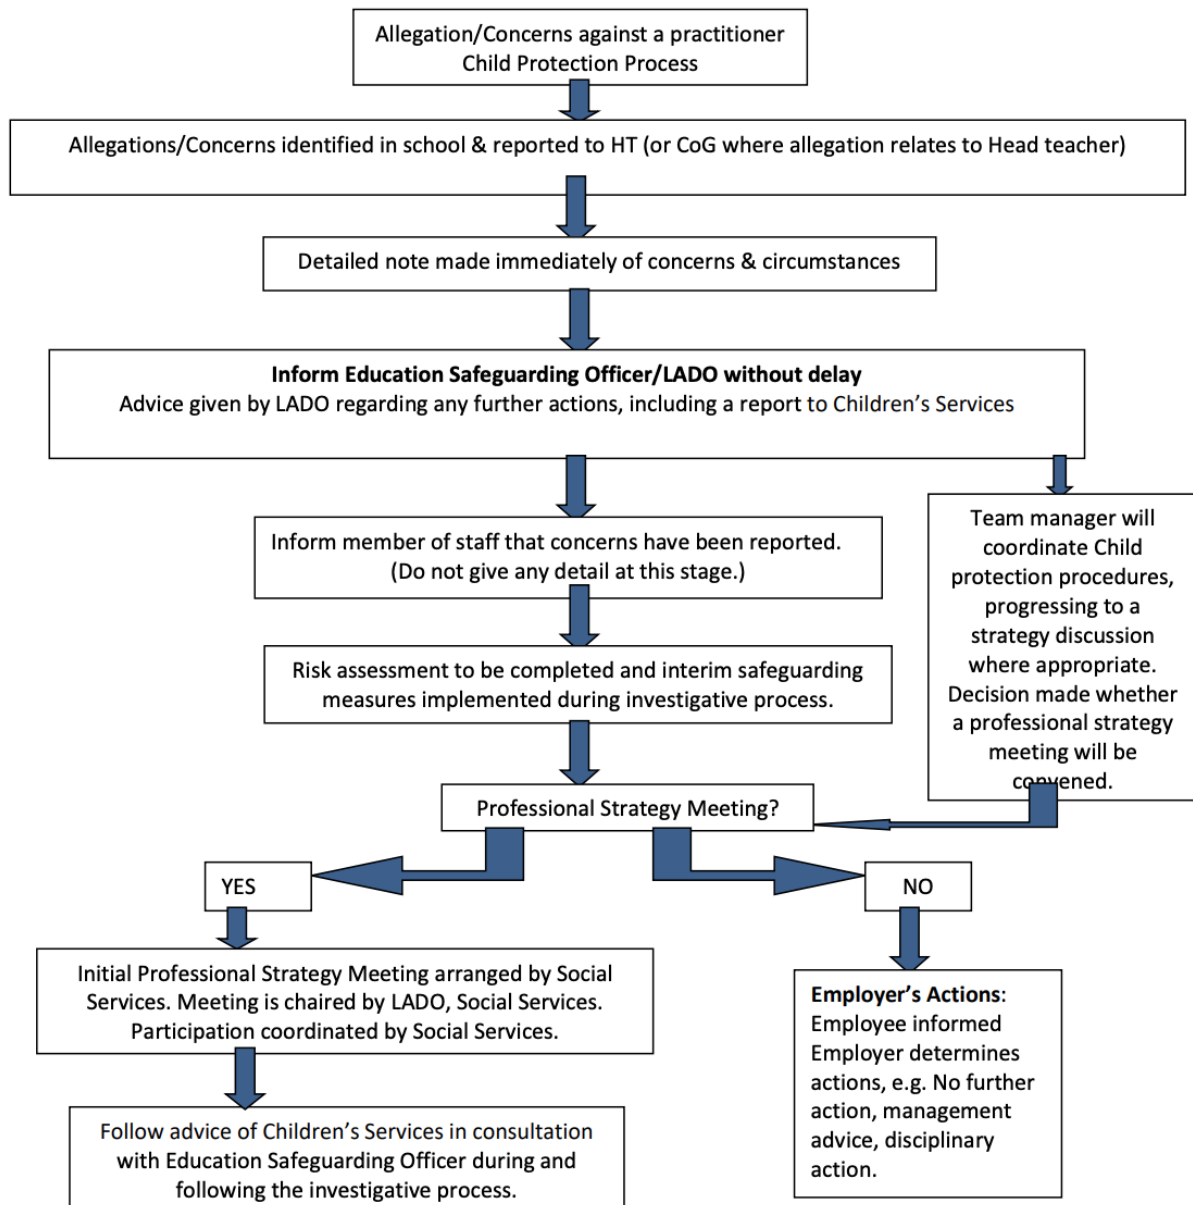 Allegation/Concerns against a practitioner
Child Protection Process
Allegations/Concerns identified in school & reported to HT (or CoG where allegation relates to Head teacher)
Detailed note made immediately of concerns & circumstances
Inform Education Safeguarding Officer/LADO without delay
Advice given by LADO regarding any further actions, including a report to Children’s Services
Inform member of staff that concerns have been reported.
(Do not give any detail at this stage.)
Team manager will
coordinate Child
protection procedures,
progressing to a
strategy discussion
where appropriate.
Decision made whether
a professional strategy
meeting will be
convened.
Risk assessment to be completed and interim safeguarding
measures implemented during investigative process.
Professional Strategy Meeting?
YES
NO
Initial Professional Strategy Meeting arranged by Social
Services. Meeting is chaired by LADO, Social Services.
Participation coordinated by Social Services.
Employer’s Actions:
Employee informed
Employer determines
actions, e.g. No further
action, management
advice, disciplinary
action.
Follow advice of Children’s Services in consultation
with Education Safeguarding Officer during and
following the investigative process.